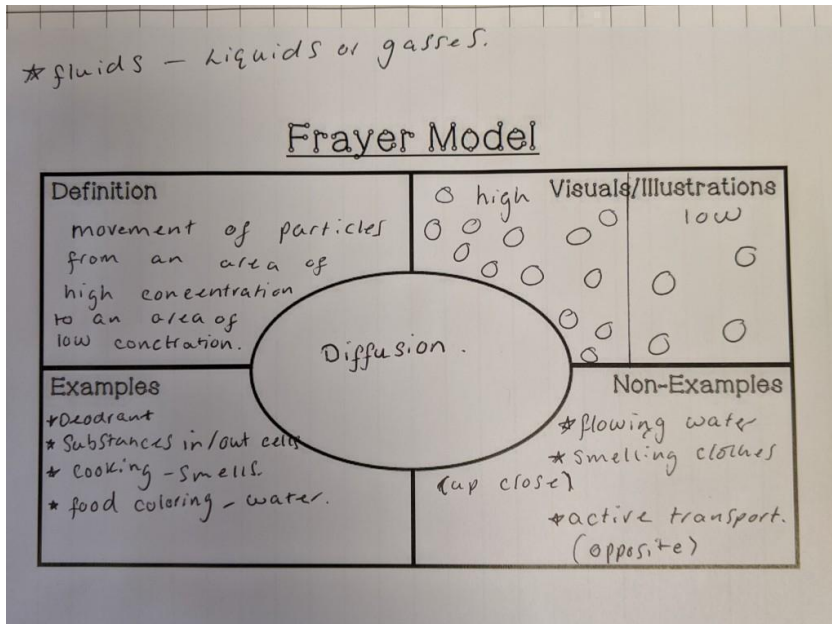 * fluids - Liquids or gasses.
Frayer Model
Definition
movement of particles
from an area of
high concentration
to an area of
low conctration.
Visuals/Illustrations
high
low
Diffusion.
Examples
* Deodrant
* Substances in/out cells
* cooking - smells.
* food coloring - water.
Non-Examples
* flowing water
* smelling clothes
(up close)
* active transport.
(opposite)